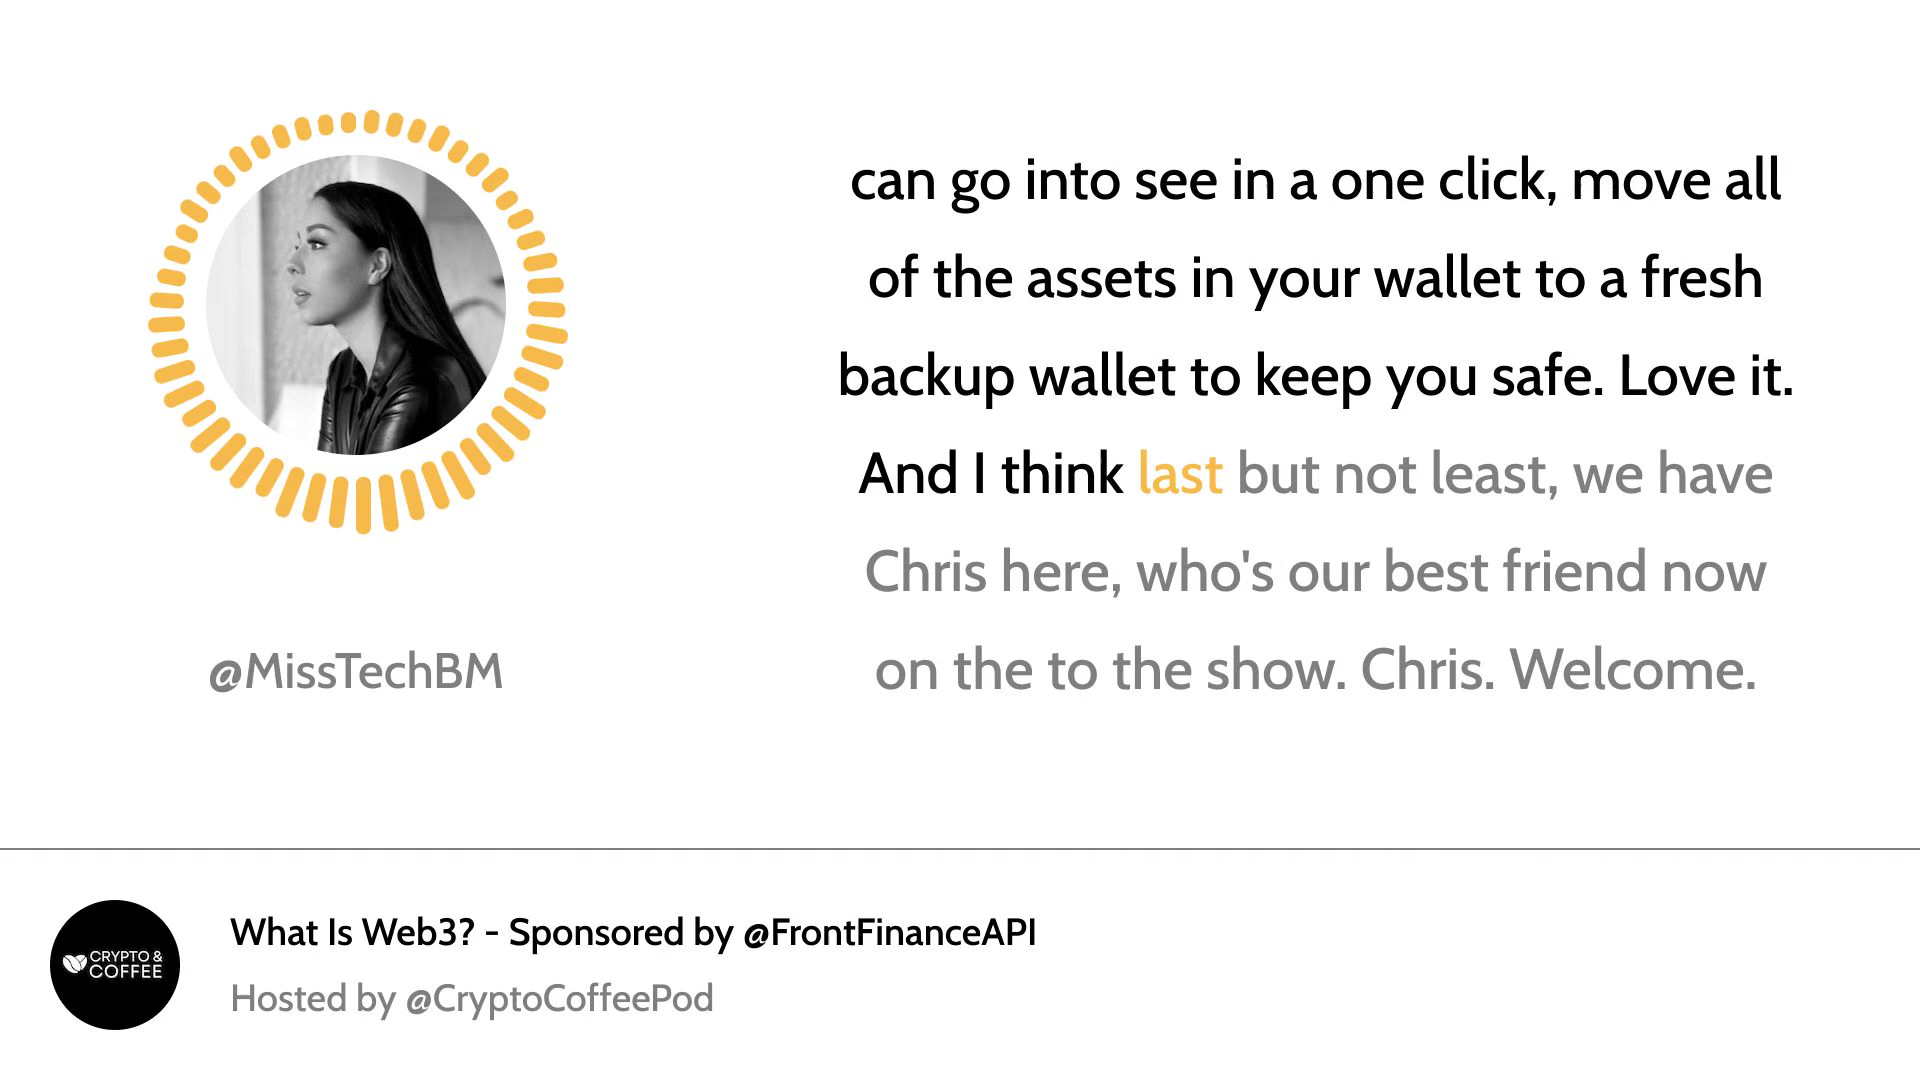 can go into see in a one click, move all
of the assets in your wallet to a fresh
backup wallet to keep you safe. Love it.
And I think last but not least, we have
Chris here, who's our best friend now
on the to the show. Chris. Welcome.
@MissTechBM
CRYPTO &
COFFEE
What Is Web3? - Sponsored by @FrontFinanceAPI
Hosted by @CryptoCoffeePod